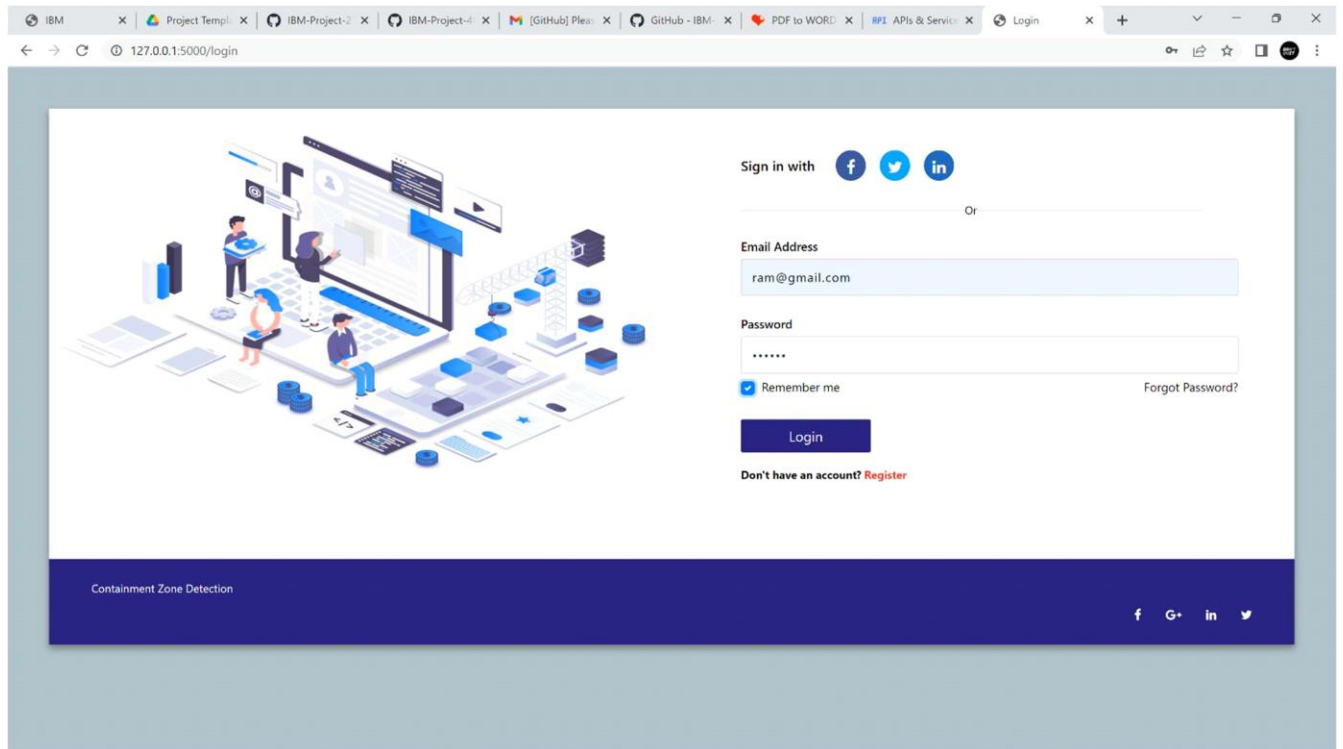 IBM
Project Templ
IBM-Project-2
IBM-Project-4
[GitHub] Pleas
GitHub - IBM-
PDF to WORD
RPI APIs & Service
Login
127.0.0.1:5000/login
Sign in with
Or
Email Address
ram@gmail.com
Password
••••••
Remember me
Forgot Password?
Login
Don't have an account? Register
Containment Zone Detection